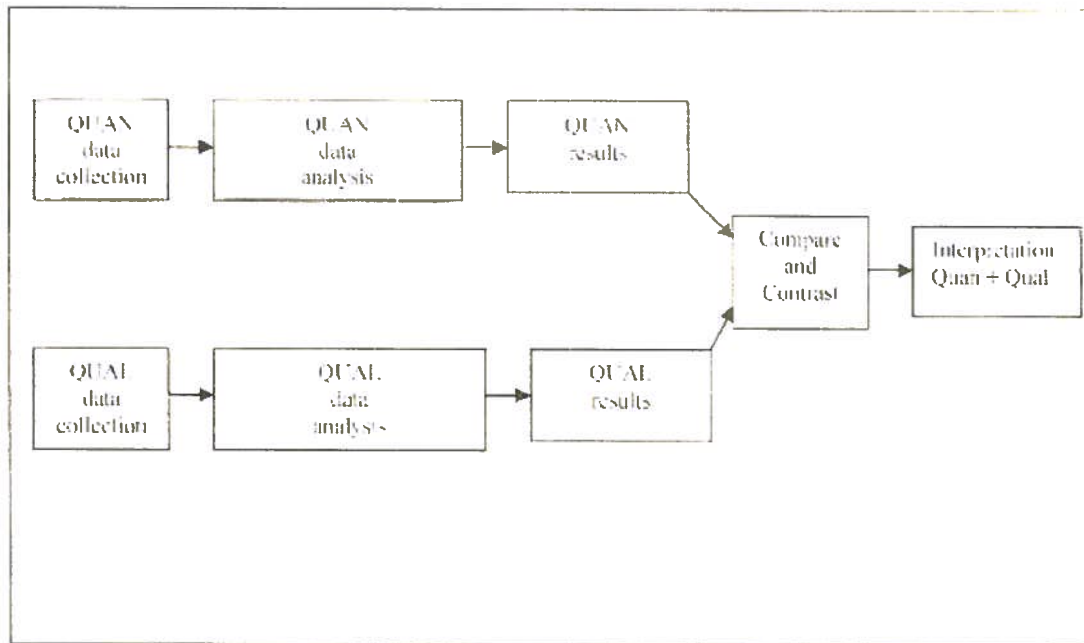 QUAN
data
collection
QUAN
data
analysis
QUAN
results
Compare
and
Contrast
Interpretation
Quan + Qual
QUAL
data
collection
QUAL
data
analysis
QUAL
results